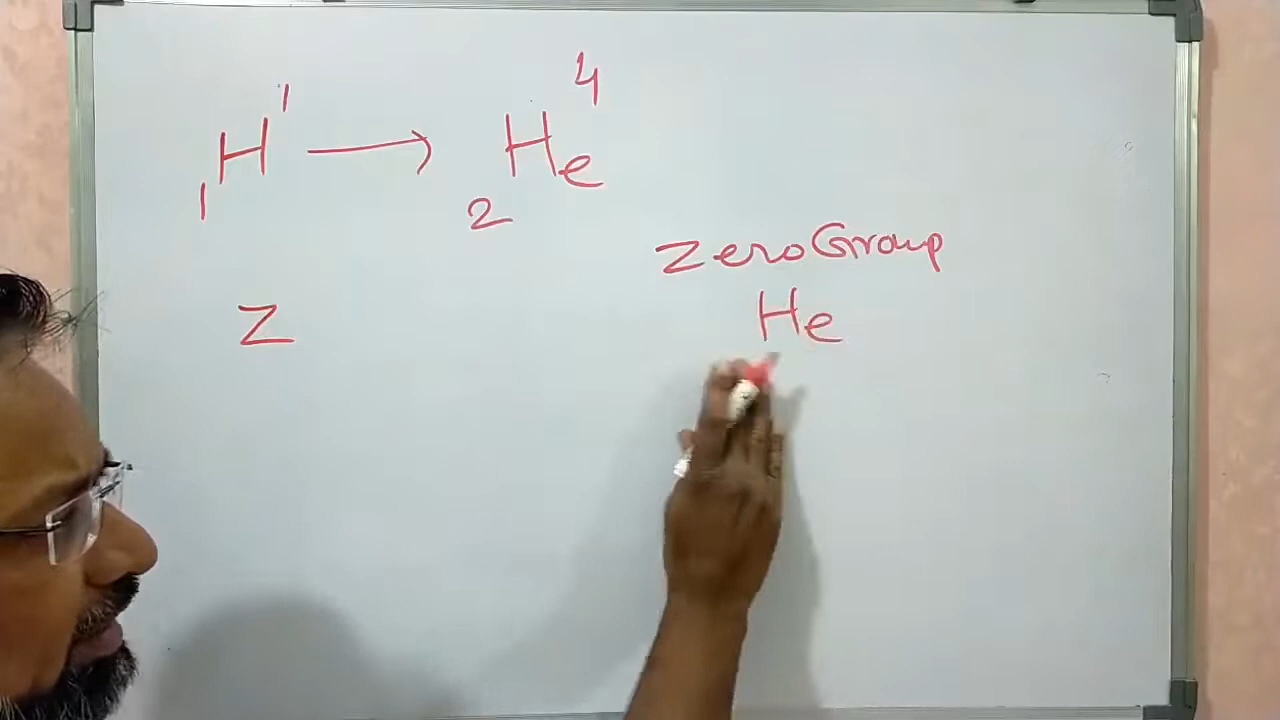 ₁H¹ → ₂He⁴
Zero Group
Z
He